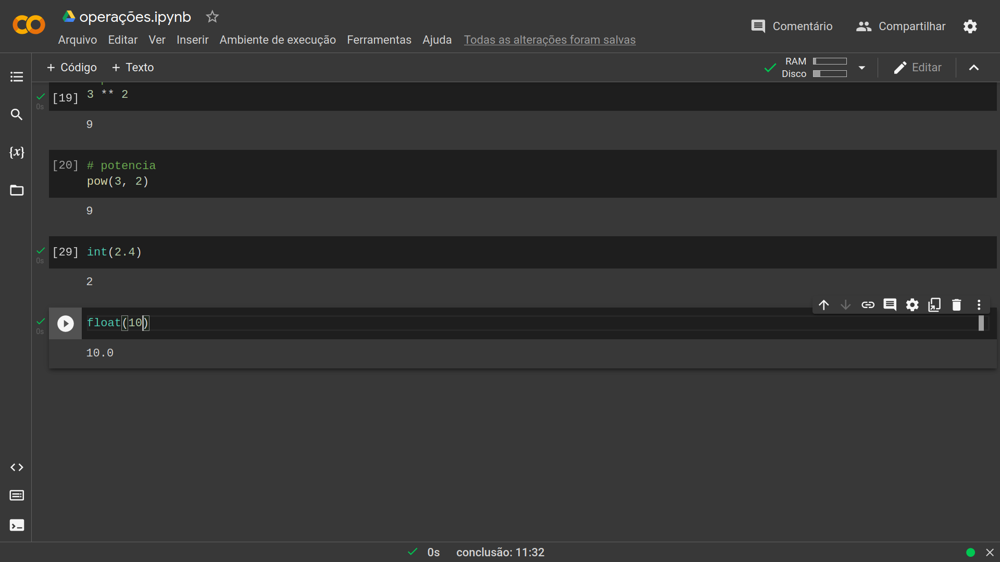 operações.ipynb
Comentário
Compartilhar
Arquivo Editar Ver Inserir Ambiente de execução Ferramentas Ajuda Todas as alterações foram salvas
+ Código + Texto
RAM
Disco
Editar
[19] 3 ** 2
0s
9
{x}
[20] # potencia
pow(3, 2)
9
[29] int(2.4)
0s
2
float(10)
0s
10.0
0s conclusão: 11:32